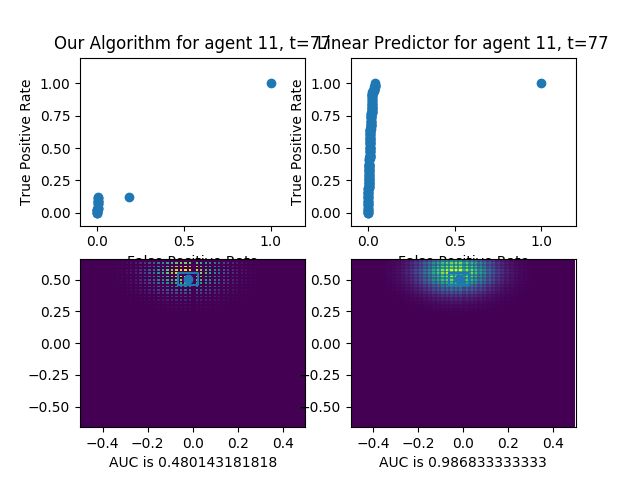 Our Algorithm for agent 11, t=77
Linear Predictor for agent 11, t=77
True Positive Rate
1.00
0.75
0.50
0.25
0.00
0.0 0.5 1.0
False Positive Rate
True Positive Rate
1.00
0.75
0.50
0.25
0.00
0.0 0.5 1.0
False Positive Rate
0.50
0.25
0.00
−0.25
−0.50
−0.4 −0.2 0.0 0.2 0.4
AUC is 0.480143181818
0.50
0.25
0.00
−0.25
−0.50
−0.4 −0.2 0.0 0.2 0.4
AUC is 0.986833333333